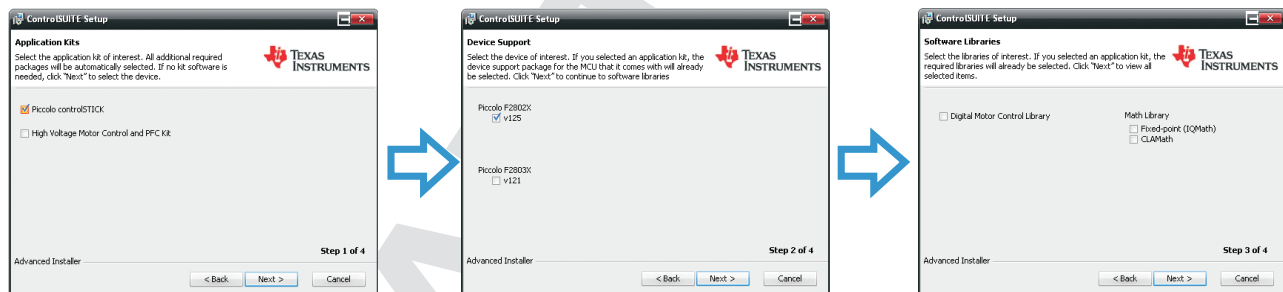 ControlSUITE Setup
Application Kits
Select the application kit of interest. All additional required
packages will be automatically selected. If no kit software is
needed, click "Next" to select the device.
TEXAS
INSTRUMENTS
Piccolo controlSTICK
High Voltage Motor Control and PFC Kit
Step 1 of 4
Advanced Installer
< Back
Next >
Cancel
ControlSUITE Setup
Device Support
Select the device of interest. If you selected an application kit, the
device support package for the MCU that it comes with will already
be selected. Click "Next" to continue to software libraries
TEXAS
INSTRUMENTS
Piccolo F2802X
v125
Piccolo F2803X
v121
Step 2 of 4
Advanced Installer
< Back
Next >
Cancel
ControlSUITE Setup
Software Libraries
Select the libraries of interest. If you selected an application kit, the
required libraries will already be selected. Click "Next" to view all
selected items.
TEXAS
INSTRUMENTS
Digital Motor Control Library
Math Library
Fixed-point (IQMath)
CLAMath
Step 3 of 4
Advanced Installer
< Back
Next >
Cancel